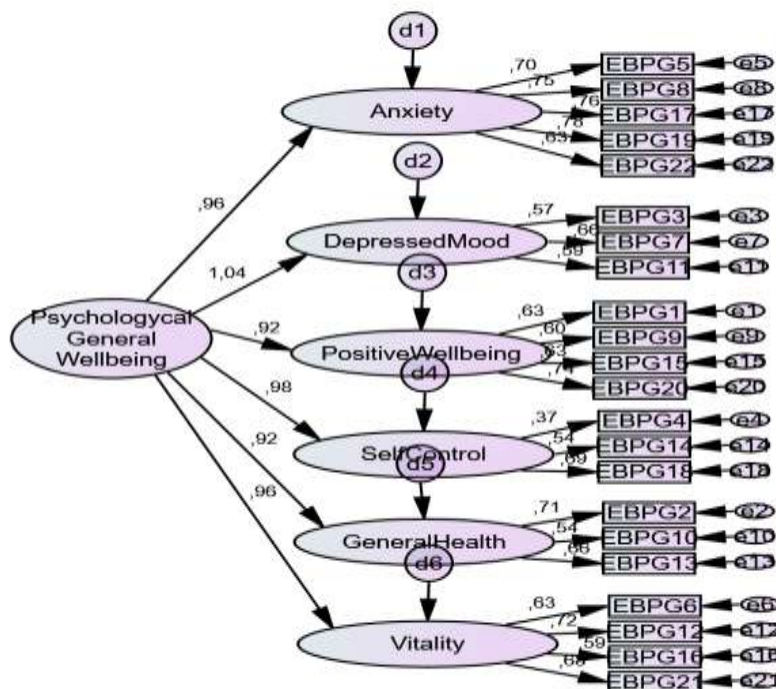 d1
,70
EBPG5
e5
,75
EBPG8
e8
Anxiety
,76
EBPG17
e17
,78
EBPG19
e19
,63
EBPG22
e22
d2
,96
,57
EBPG3
e3
DepressedMood
,66
EBPG7
e7
,59
EBPG11
e11
1,04
d3
,63
EBPG1
e1
Psychologycal
General
Wellbeing
,92
,60
EBPG9
e9
PositiveWellbeing
,63
EBPG15
e15
EBPG20
e20
d4
,98
,37
EBPG4
e4
SelfControl
,54
EBPG14
e14
,69
EBPG18
e18
d5
,92
,71
EBPG2
e2
GeneralHealth
,54
EBPG10
e10
,66
EBPG13
e13
d6
,96
,63
EBPG6
e6
Vitality
,72
EBPG12
e12
,59
EBPG16
e16
,68
EBPG21
e21